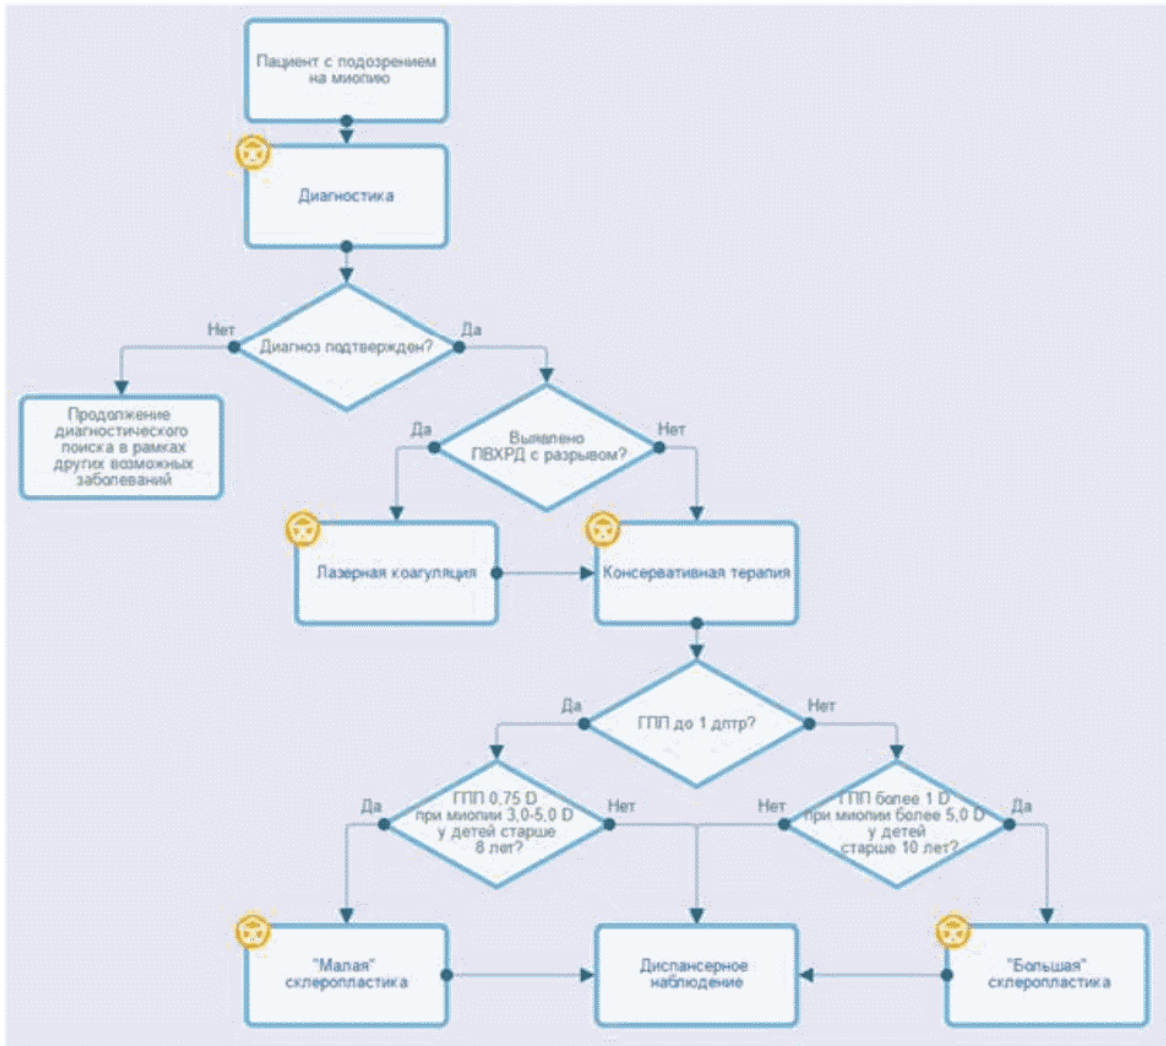 Пациент с подозрением
на миопию
Диагностика
Нет
Да
Диагноз подтвержден?
Продолжение
диагностического
поиска в рамках
других возможных
заболеваний
Да
Нет
Выявлено
ПВХРД с разрывом?
Лазерная коагуляция
Консервативная терапия
Да
Нет
ГПП до 1 дптр?
Да
ГПП 0,75 D
при миопии 3,0-5,0 D
у детей старше
8 лет?
Нет
Нет
ГПП более 1 D
при миопии более 5,0 D
у детей
старше 10 лет?
Да
"Малая"
склеропластика
Диспансерное
наблюдение
"Большая"
склеропластика